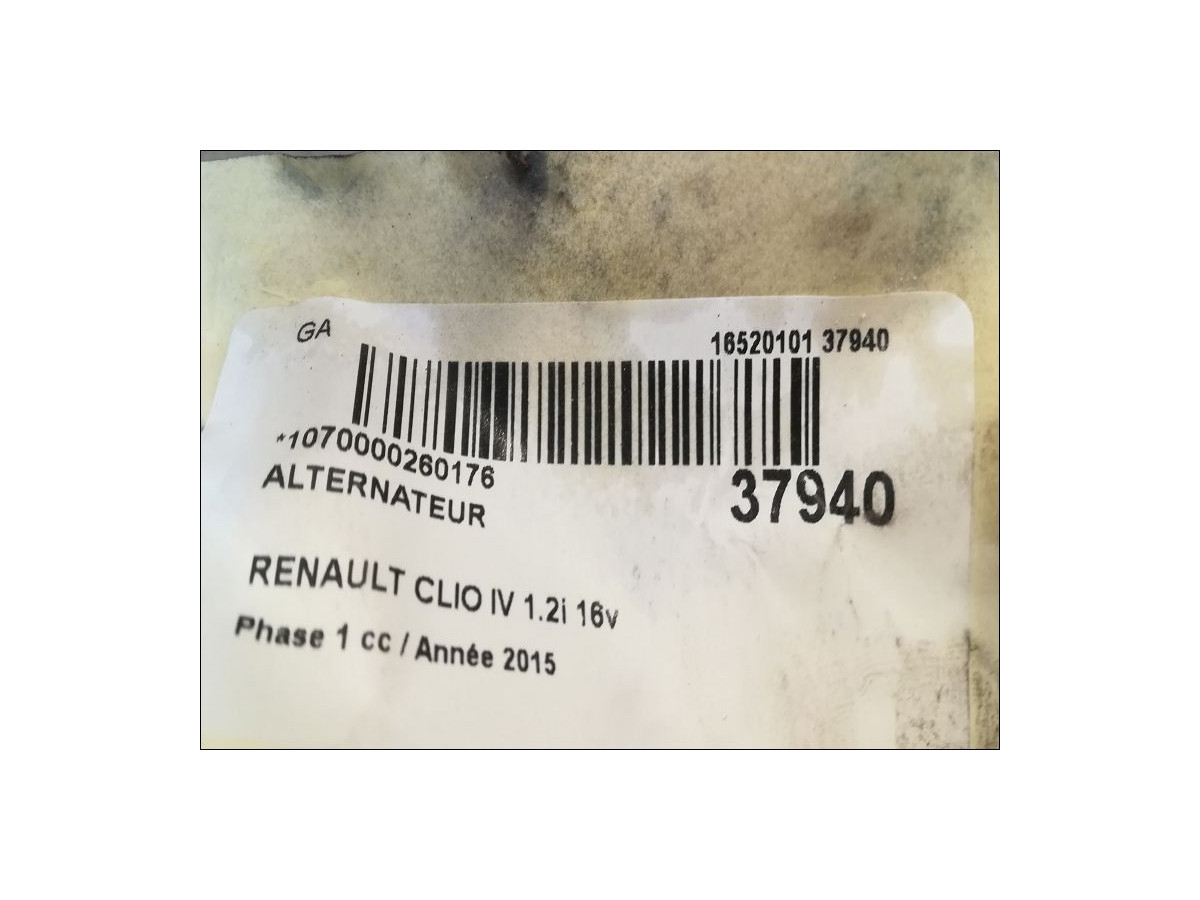 GA
16520101 37940
*1070000260176
37940
ALTERNATEUR
RENAULT CLIO IV 1.2i 16v
Phase 1 cc / Année 2015